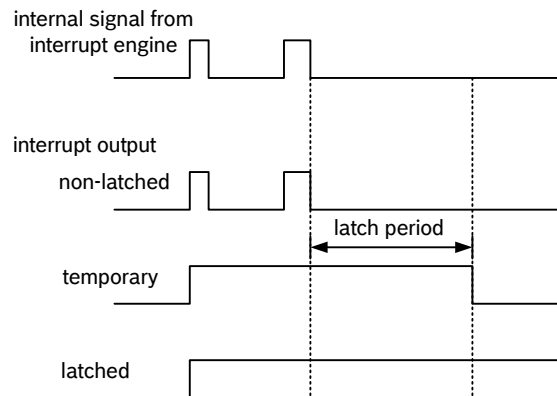 internal signal from
interrupt engine
interrupt output
non-latched
latch period
temporary
latched